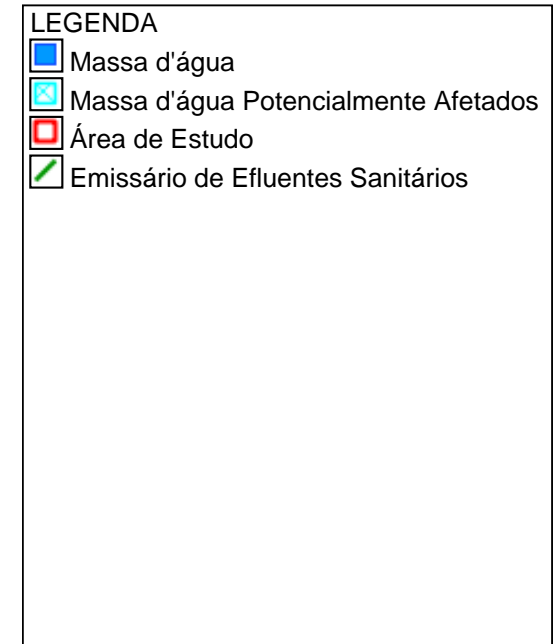 LEGENDA
Massa d'água
Massa d'água Potencialmente Afetados
Área de Estudo
Emissário de Efluentes Sanitários